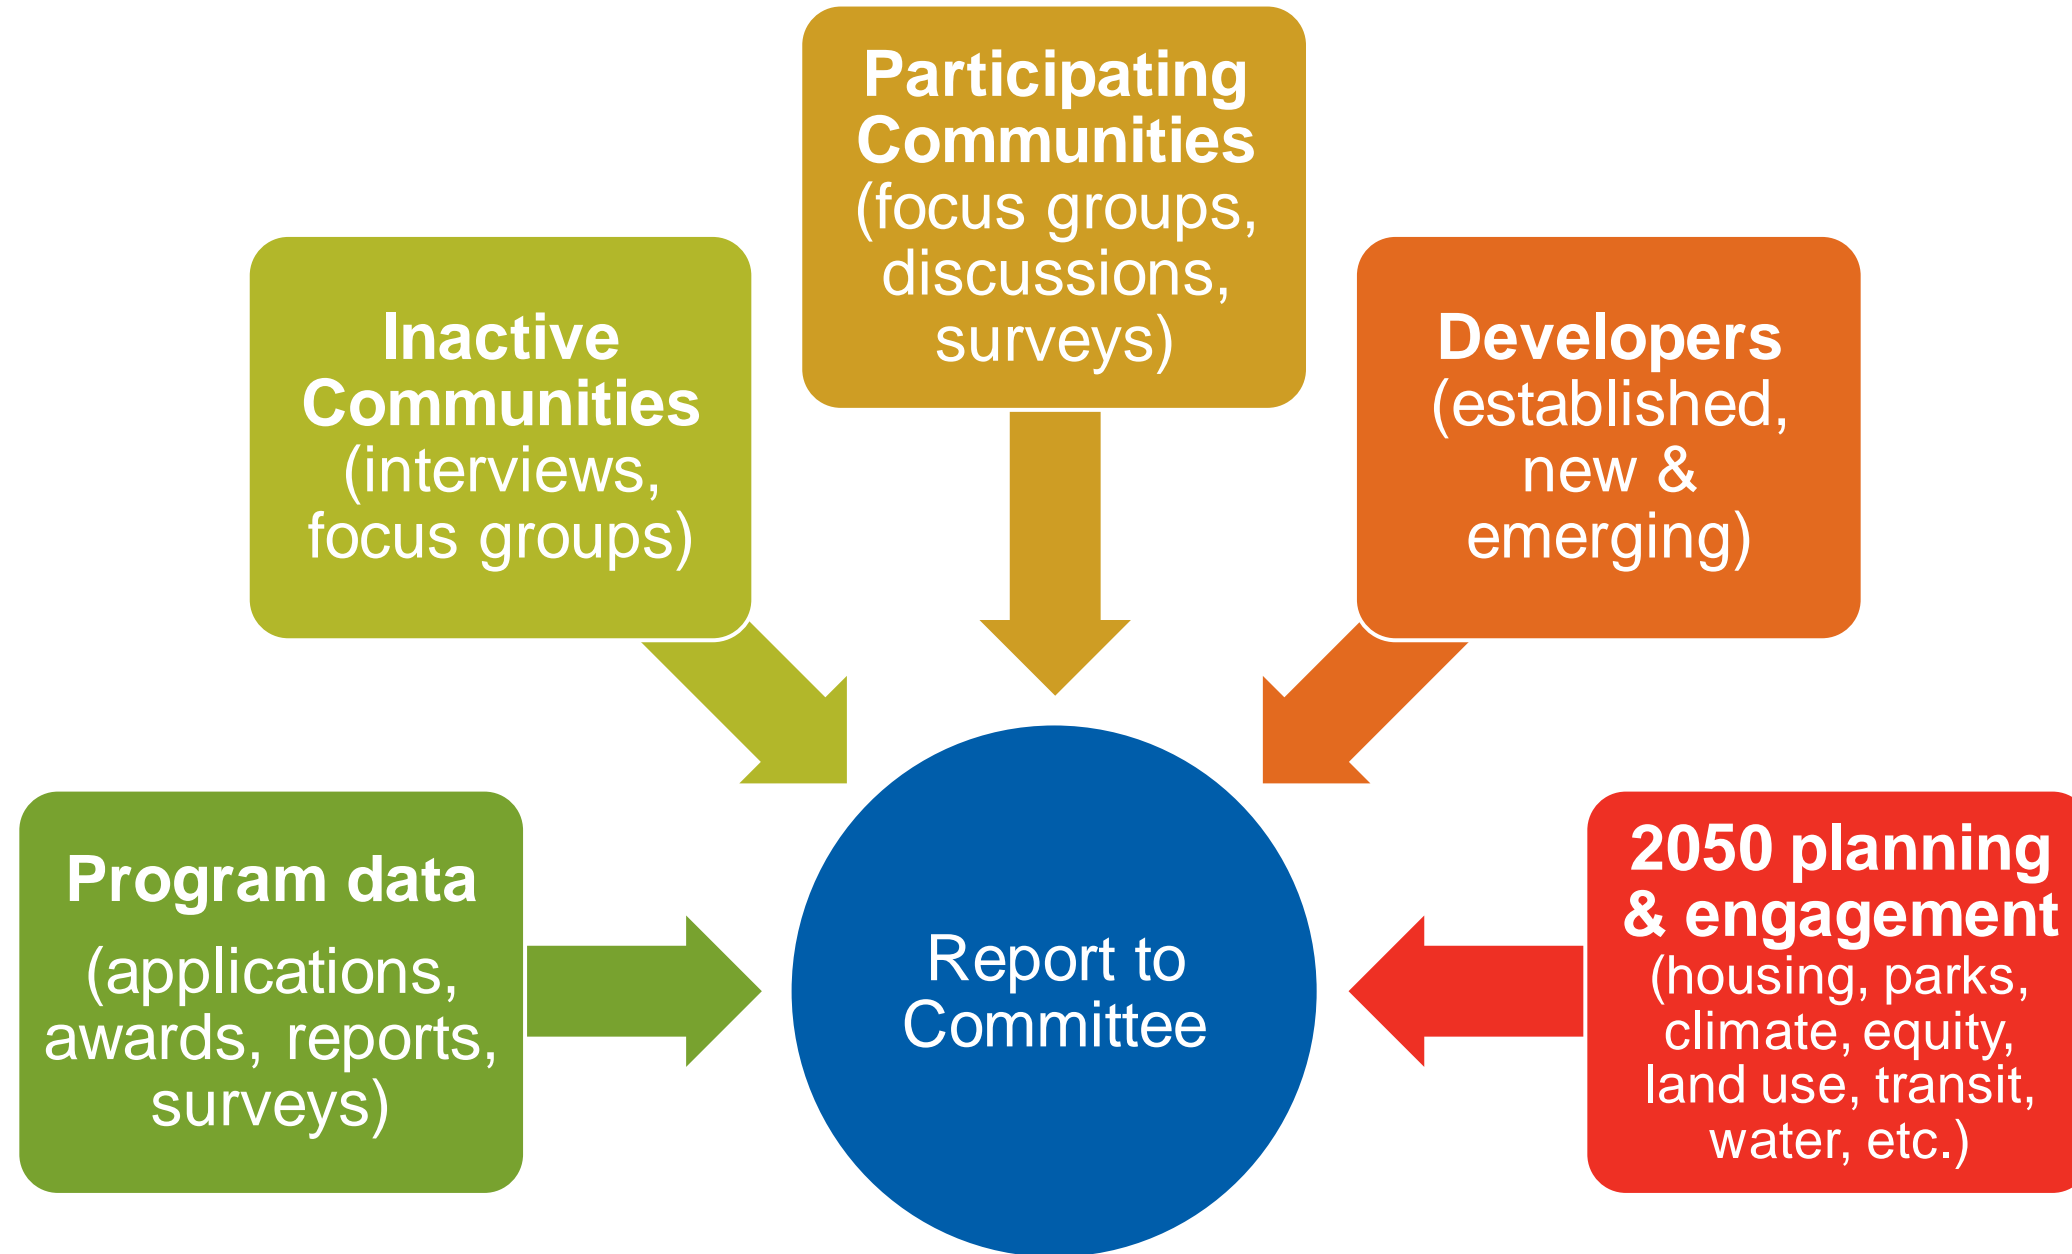 Participating
Communities
(focus groups,
discussions,
surveys)
Inactive
Communities
(interviews,
focus groups)
Developers
(established,
new &
emerging)
Program data
(applications,
awards, reports,
surveys)
Report to
Committee
2050 planning
& engagement
(housing, parks,
climate, equity,
land use, transit,
water, etc.)